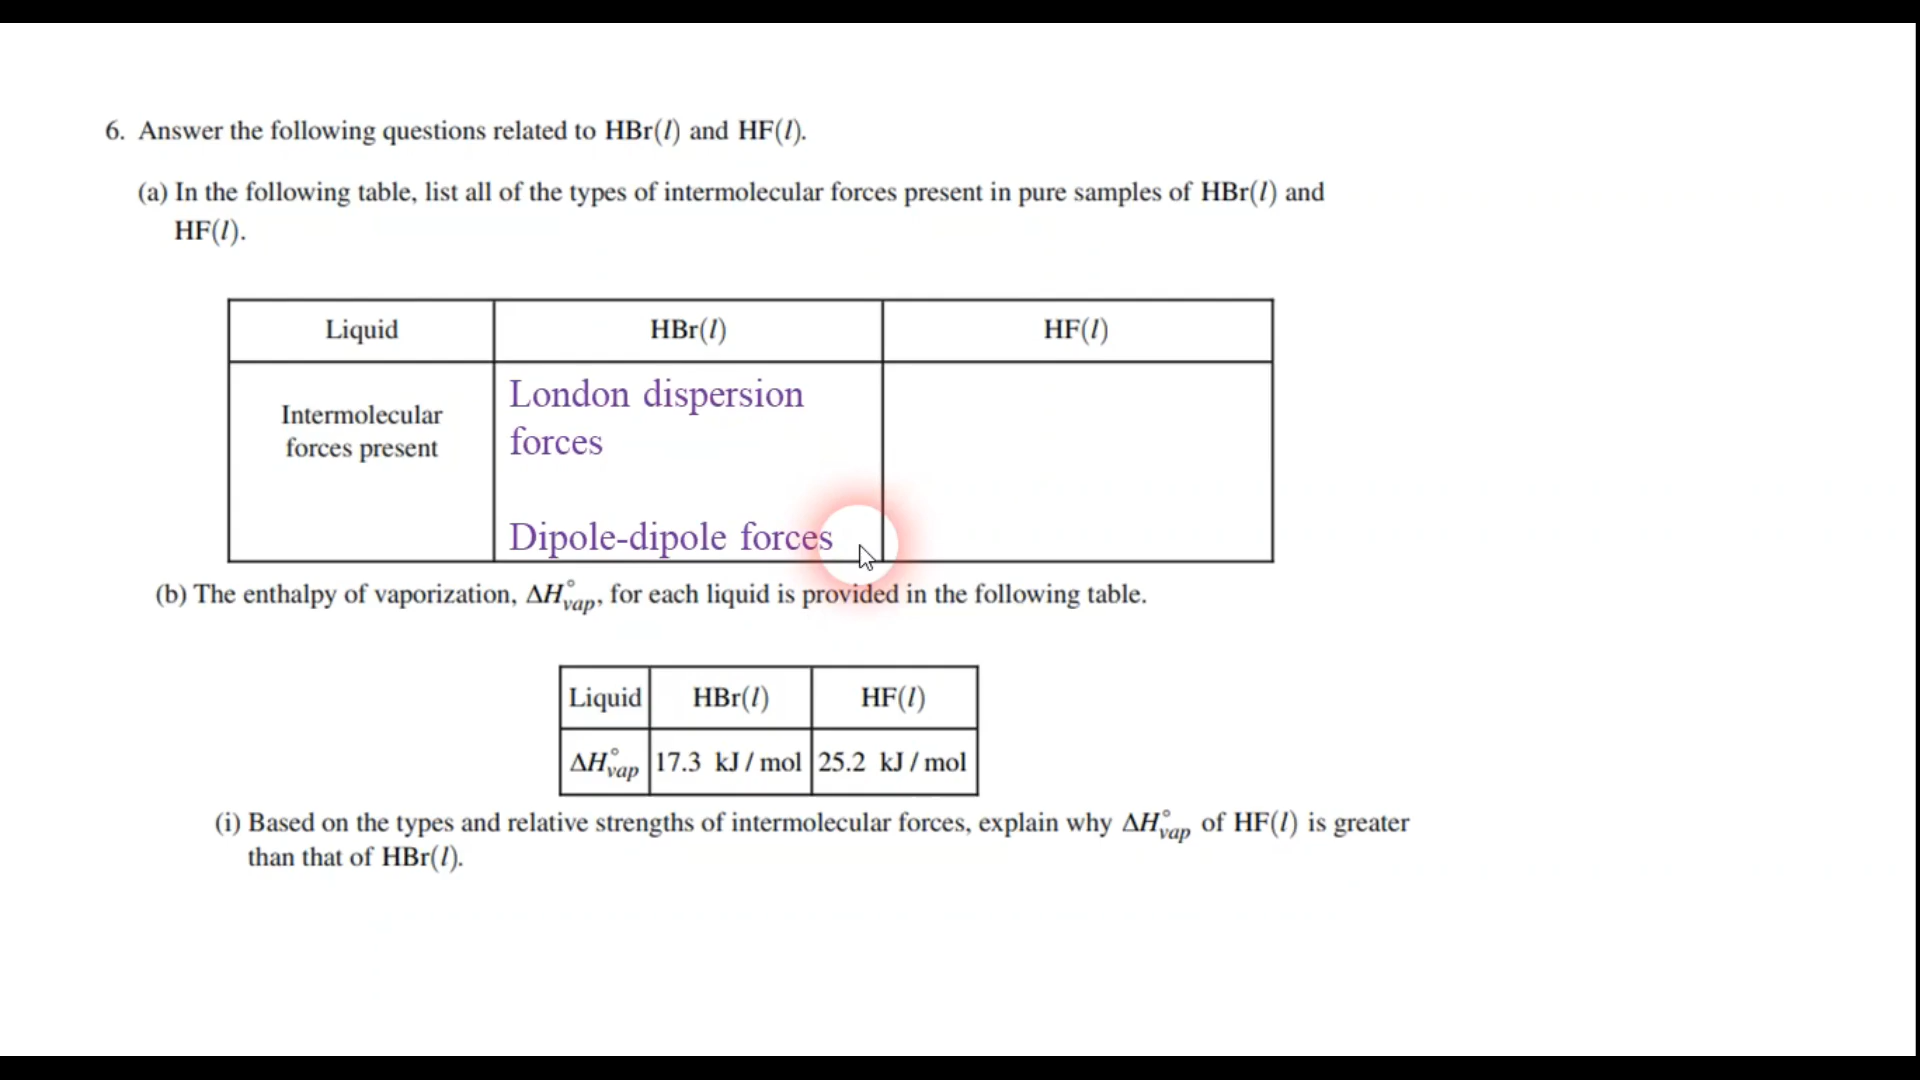 6. Answer the following questions related to HBr(l) and HF(l).
(a) In the following table, list all of the types of intermolecular forces present in pure samples of HBr(l) and
HF(l).
Liquid HBr(l) HF(l)
Intermolecular
forces present
London dispersion
forces
Dipole-dipole forces
(b) The enthalpy of vaporization, ΔH°vap, for each liquid is provided in the following table.
Liquid HBr(l) HF(l)
ΔH°vap 17.3 kJ / mol 25.2 kJ / mol
(i) Based on the types and relative strengths of intermolecular forces, explain why ΔH°vap of HF(l) is greater
than that of HBr(l).